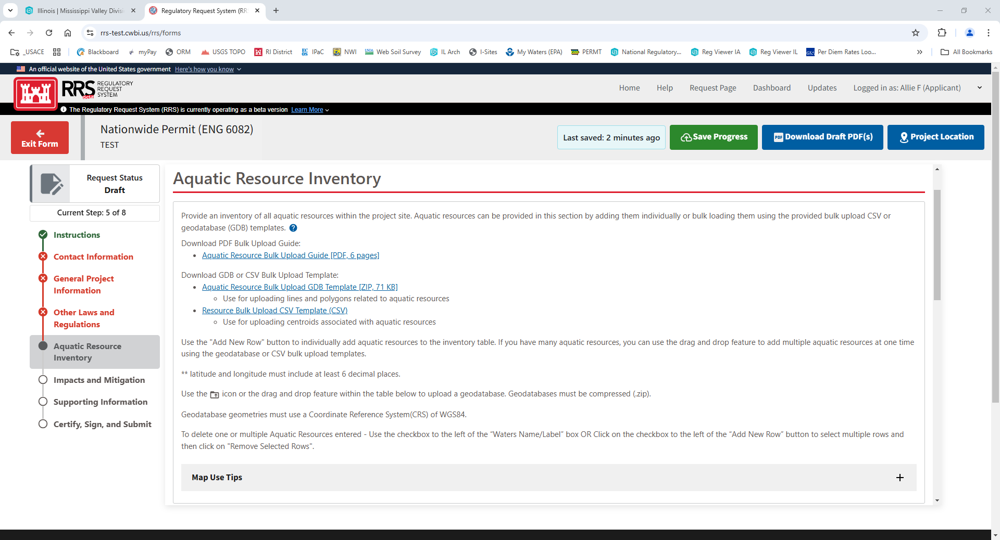 Illinois | Mississippi Valley Divisi
Regulatory Request System (RR
rrs-test.cwbi.us/rrs/forms
_USACE
Blackboard
myPay
ORM
USGS TOPO
RI District
IPaC
NWI
Web Soil Survey
IL Arch
I-Sites
My Waters (EPA)
PERMT
National Regulatory...
Reg Viewer IA
Reg Viewer IL
Per Diem Rates Loo...
All Bookmarks
An official website of the United States government Here's how you know
RRS beta
REGULATORY
REQUEST
SYSTEM
Home
Help
Request Page
Dashboard
Updates
Logged in as: Allie F (Applicant)
The Regulatory Request System (RRS) is currently operating as a beta version Learn More
Exit Form
Nationwide Permit (ENG 6082)
TEST
Last saved: 2 minutes ago
Save Progress
PDF Download Draft PDF(s)
Project Location
Request Status
Draft
Current Step: 5 of 8
Instructions
Contact Information
General Project
Information
Other Laws and
Regulations
Aquatic Resource
Inventory
Impacts and Mitigation
Supporting Information
Certify, Sign, and Submit
Aquatic Resource Inventory
Provide an inventory of all aquatic resources within the project site. Aquatic resources can be provided in this section by adding them individually or bulk loading them using the provided bulk upload CSV or
geodatabase (GDB) templates. ?
Download PDF Bulk Upload Guide:
• Aquatic Resource Bulk Upload Guide [PDF, 6 pages]
Download GDB or CSV Bulk Upload Template:
• Aquatic Resource Bulk Upload GDB Template [ZIP, 71 KB]
◦ Use for uploading lines and polygons related to aquatic resources
• Resource Bulk Upload CSV Template (CSV)
◦ Use for uploading centroids associated with aquatic resources
Use the "Add New Row" button to individually add aquatic resources to the inventory table. If you have many aquatic resources, you can use the drag and drop feature to add multiple aquatic resources at one time
using the geodatabase or CSV bulk upload templates.
** latitude and longitude must include at least 6 decimal places.
Use the icon or the drag and drop feature within the table below to upload a geodatabase. Geodatabases must be compressed (.zip).
Geodatabase geometries must use a Coordinate Reference System(CRS) of WGS84.
To delete one or multiple Aquatic Resources entered - Use the checkbox to the left of the “Waters Name/Label” box OR Click on the checkbox to the left of the “Add New Row” button to select multiple rows and
then click on "Remove Selected Rows".
Map Use Tips